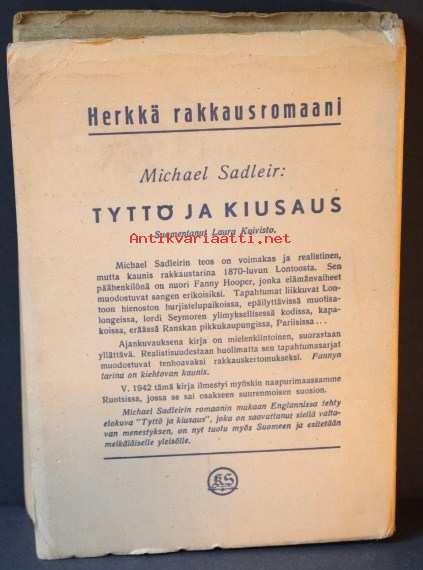 Herkkä rakkausromaani
Michael Sadleir:
TYTTÖ JA KIUSAUS
Suomentanut Laura Koivisto.
Antikvariaatti.net
Michael Sadleirin teos on voimakas ja realistinen,
mutta kaunis rakkaustarina 1870-luvun Lontoosta. Sen
päähenkilönä on nuori Fanny Hooper, jonka elämänvaiheet
muodostuvat sangen erikoisiksi. Tapahtumat liikkuvat Lon-
toon hienoston hurjistelupaikoissa, epäilyttävissä muotisa-
longeissa, lordi Seymoren ylimyksellisessä kodissa, kapa-
koissa, eräässä Ranskan pikkukaupungissa, Pariisissa...
Ajankuvauksena kirja on mielenkiintoinen, suorastaan
yllättävä. Realistisuudestaan huolimatta sen tapahtumasarjat
muodostuvat tenhoavaksi rakkauskertomukseksi. Fannyn
tarina on kiehtovan kaunis.
V. 1942 tämä kirja ilmestyi myöskin naapurimaassamme
Ruotsissa, jossa se sai osakseen suurenmoisen suosion.
Michael Sadleirin romaanin mukaan Englannissa tehty
elokuva "Tyttö ja kiusaus", joka on saavuttanut siellä valta-
van menestyksen, on nyt tuotu myös Suomeen ja esitetään
meikäläiselle yleisölle.
KS